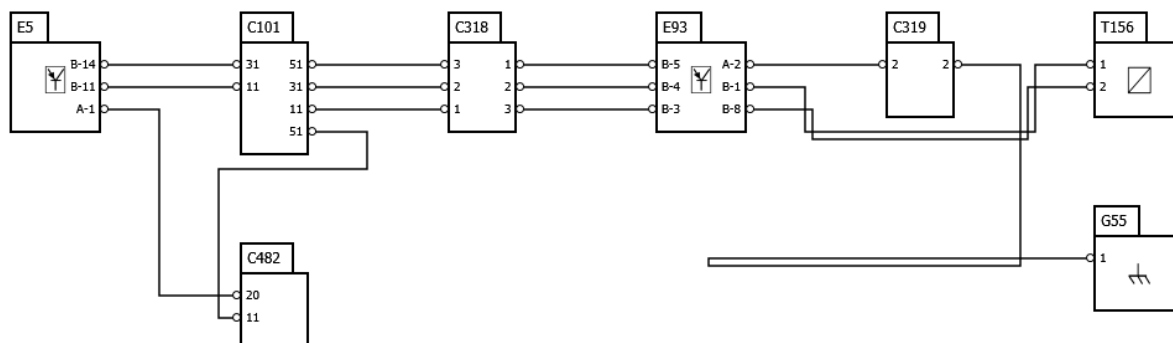 E5 C101 C318 E93 C319 T156
B-14 31 51 3 1 B-5 A-2 2 2 1
B-11 11 31 2 2 B-4 B-1 2
A-1 11 1 3 B-3 B-8
51
G55
1
C482
20
11